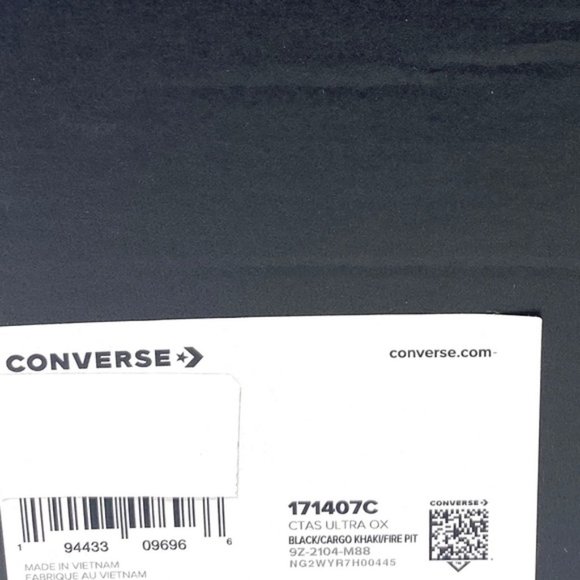 CONVERSE
converse.com
171407C
CTAS ULTRA OX
BLACK/CARGO KHAKI/FIRE PIT
9Z-2104-M88
NG2WYR7H00445
CONVERSE
1 94433 09696 6
MADE IN VIETNAM
FABRIQUE AU VIETNAM